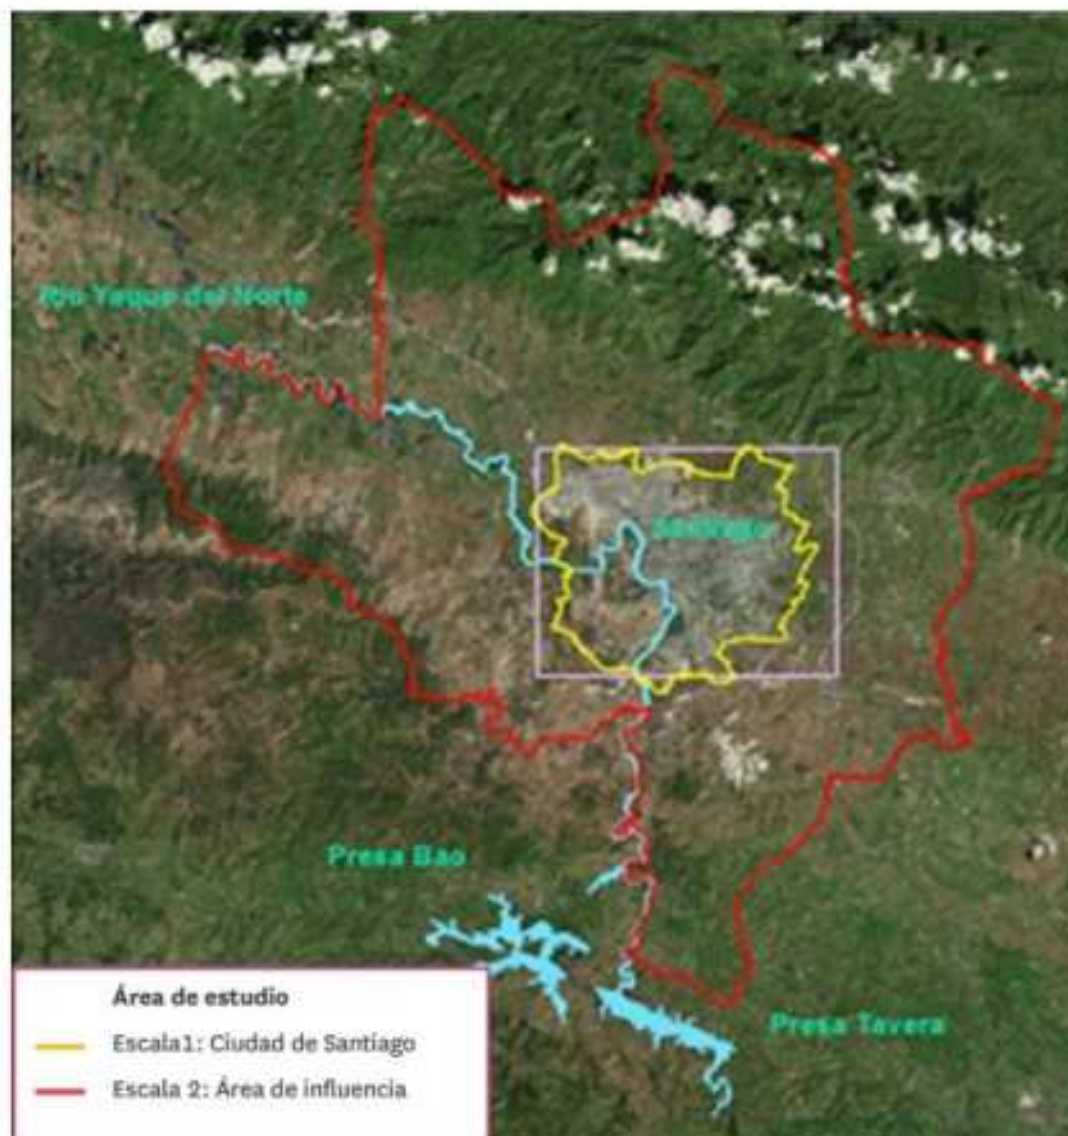 Río Yaque del Norte
Santiago
Presa Bao
Presa Tavera
Área de estudio
Escala1: Ciudad de Santiago
Escala 2: Área de influencia